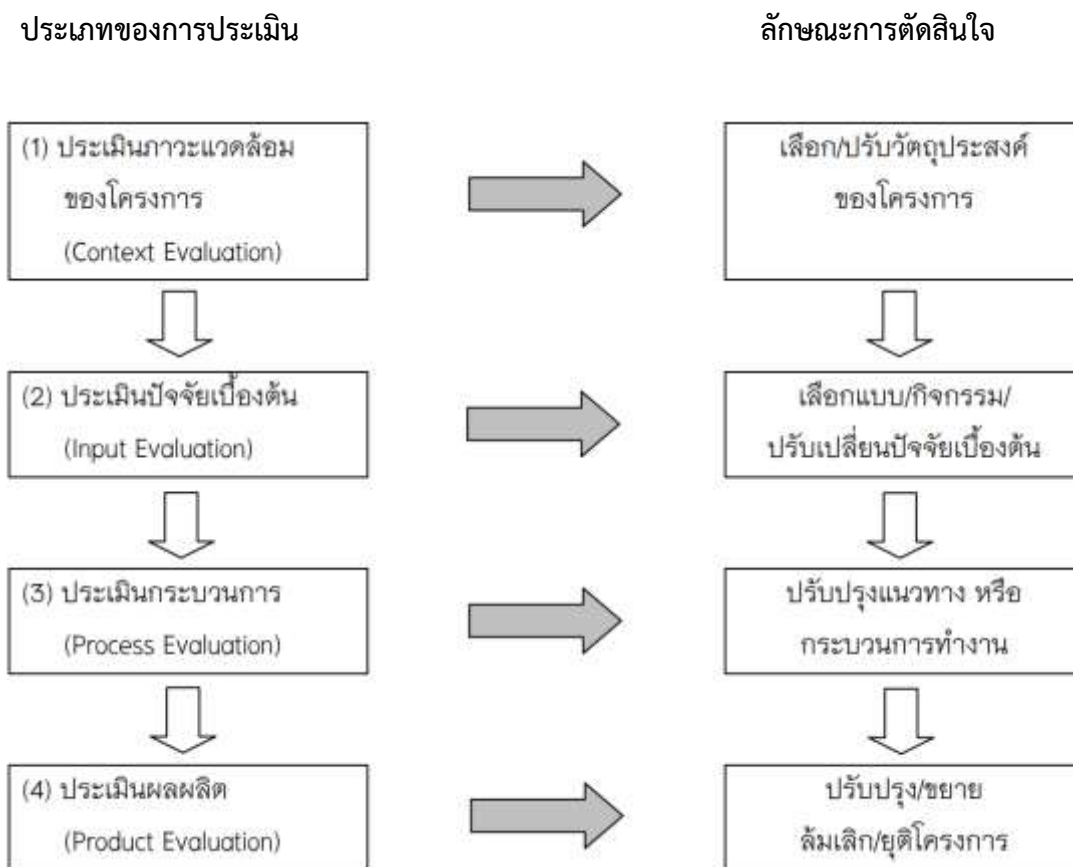 ประเภทของการประเมิน
ลักษณะการตัดสินใจ
(1) ประเมินภาวะแวดล้อม
ของโครงการ
(Context Evaluation)
เลือก/ปรับวัตถุประสงค์
ของโครงการ
(2) ประเมินปัจจัยเบื้องต้น
(Input Evaluation)
เลือกแบบ/กิจกรรม/
ปรับเปลี่ยนปัจจัยเบื้องต้น
(3) ประเมินกระบวนการ
(Process Evaluation)
ปรับปรุงแนวทาง หรือ
กระบวนการทำงาน
(4) ประเมินผลผลิต
(Product Evaluation)
ปรับปรุง/ขยาย
ล้มเลิก/ยุติโครงการ